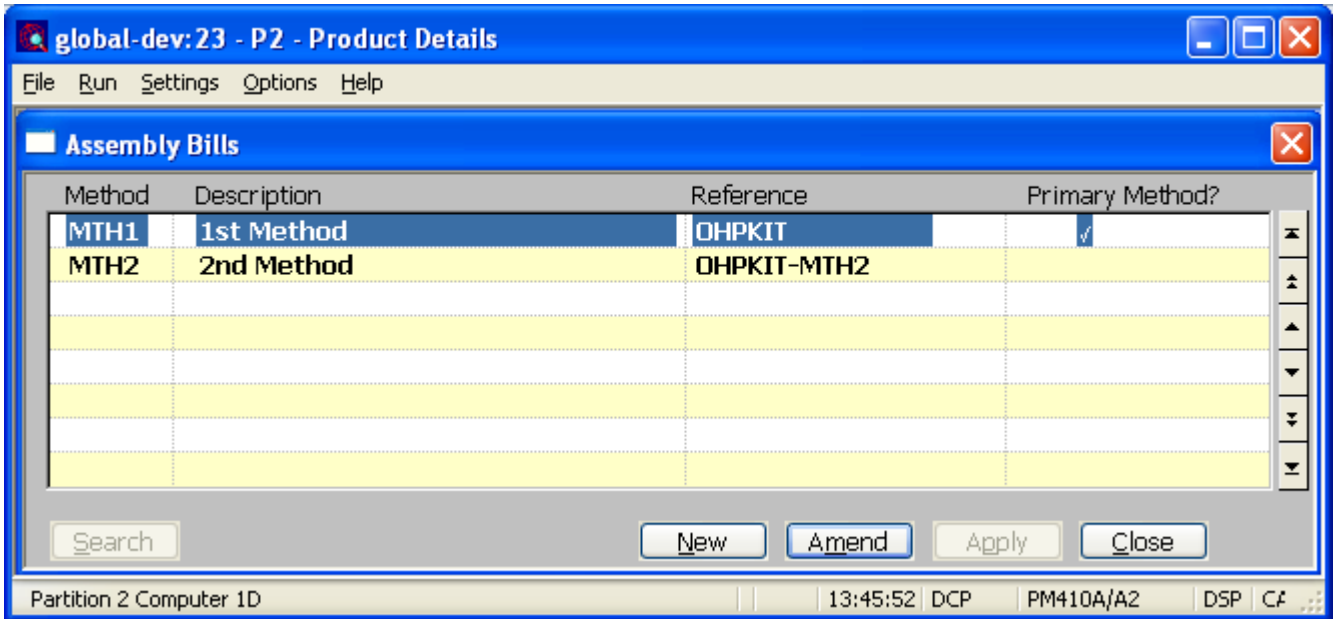 global-dev:23 - P2 - Product Details
File Run Settings Options Help
Assembly Bills
Method Description Reference Primary Method?
MTH1 1st Method OHPKIT √
MTH2 2nd Method OHPKIT-MTH2
Search New Amend Apply Close
Partition 2 Computer 1D 13:45:52 DCP PM410A/A2 DSP